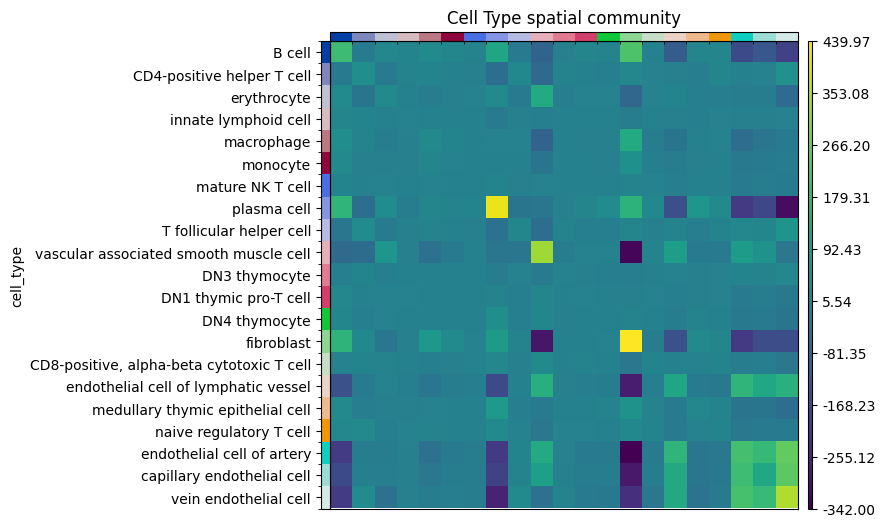 Cell Type spatial community
cell_type
B cell
CD4-positive helper T cell
erythrocyte
innate lymphoid cell
macrophage
monocyte
mature NK T cell
plasma cell
T follicular helper cell
vascular associated smooth muscle cell
DN3 thymocyte
DN1 thymic pro-T cell
DN4 thymocyte
fibroblast
CD8-positive, alpha-beta cytotoxic T cell
endothelial cell of lymphatic vessel
medullary thymic epithelial cell
naive regulatory T cell
endothelial cell of artery
capillary endothelial cell
vein endothelial cell
439.97
353.08
266.20
179.31
92.43
5.54
-81.35
-168.23
-255.12
-342.00